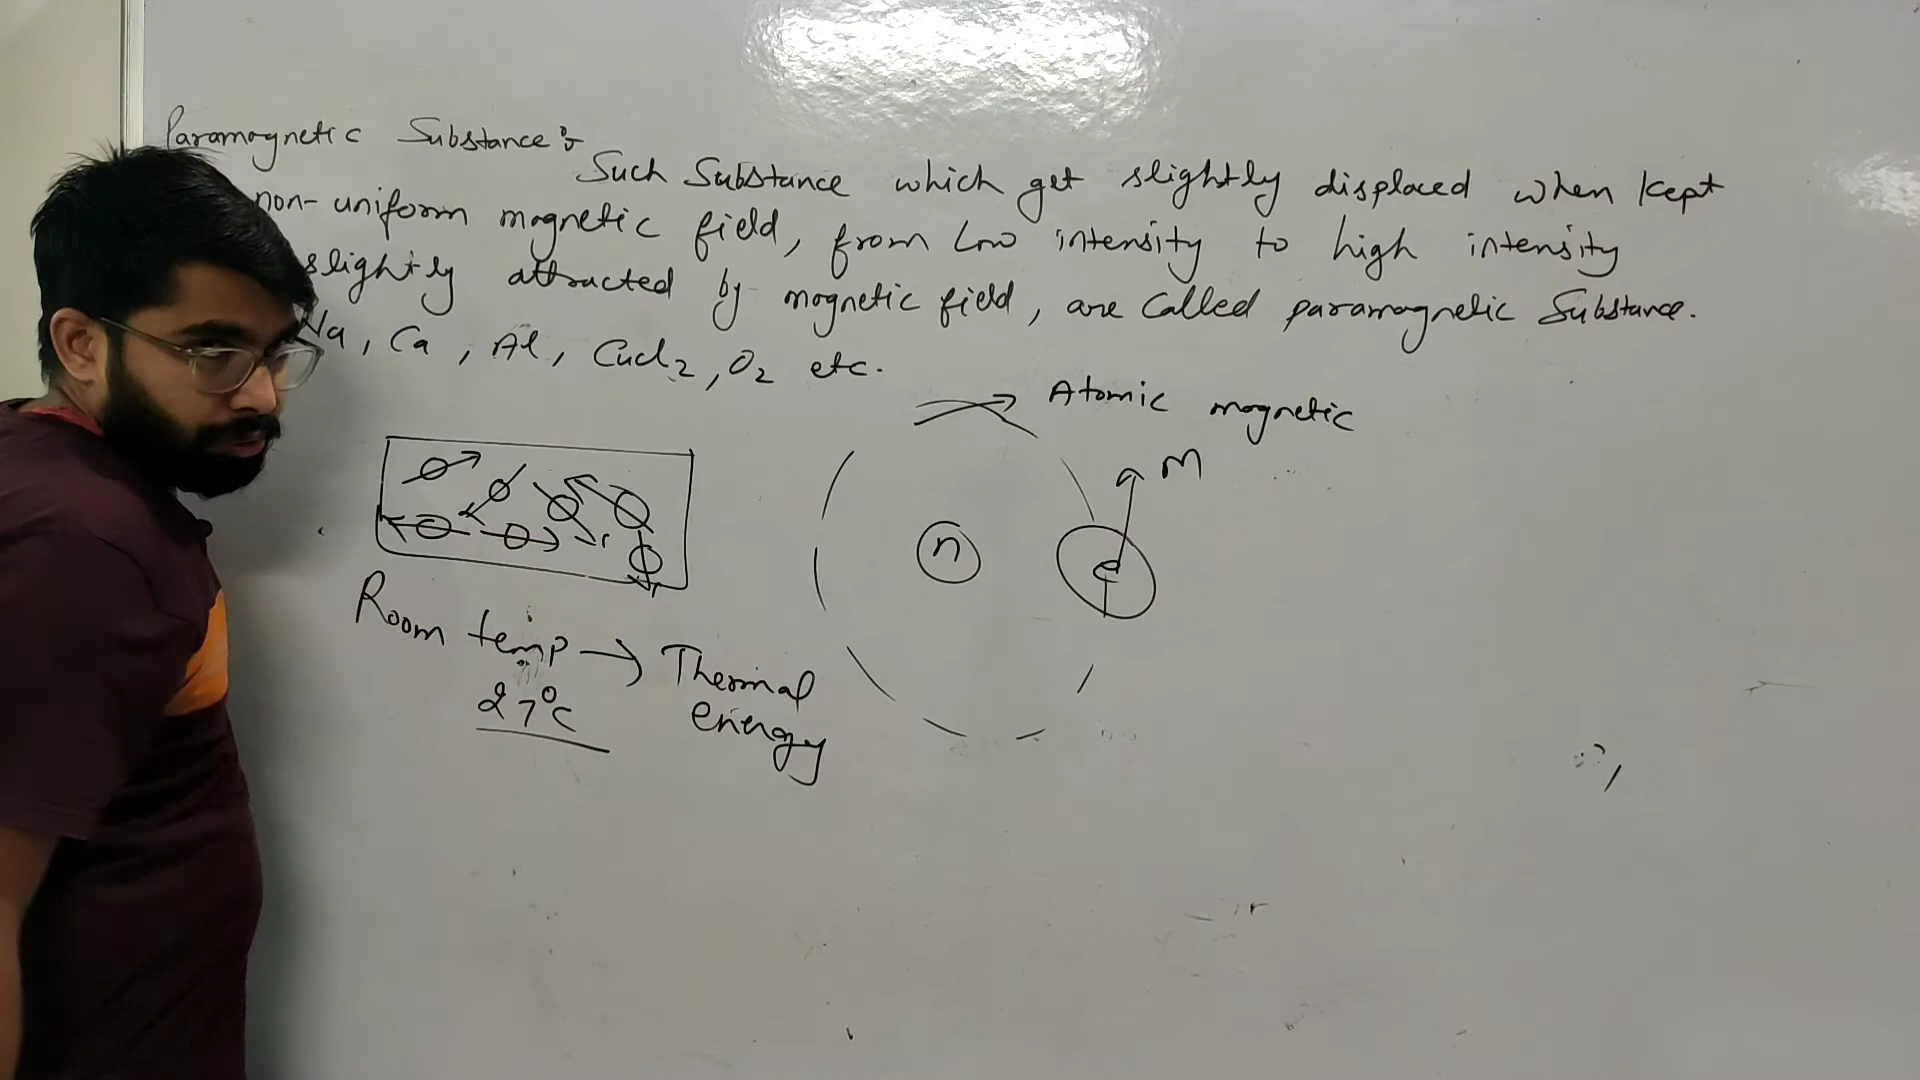 Paramagnetic Substance :-
Such Substance which get slightly displaced when kept
non-uniform magnetic field, from low intensity to high intensity
slightly attracted by magnetic field, are called paramagnetic Substance.
Na, Ca, Al, CuCl2, O2 etc.
Atomic magnetic
M
n
e
Room temp → Thermal
energy
27°C